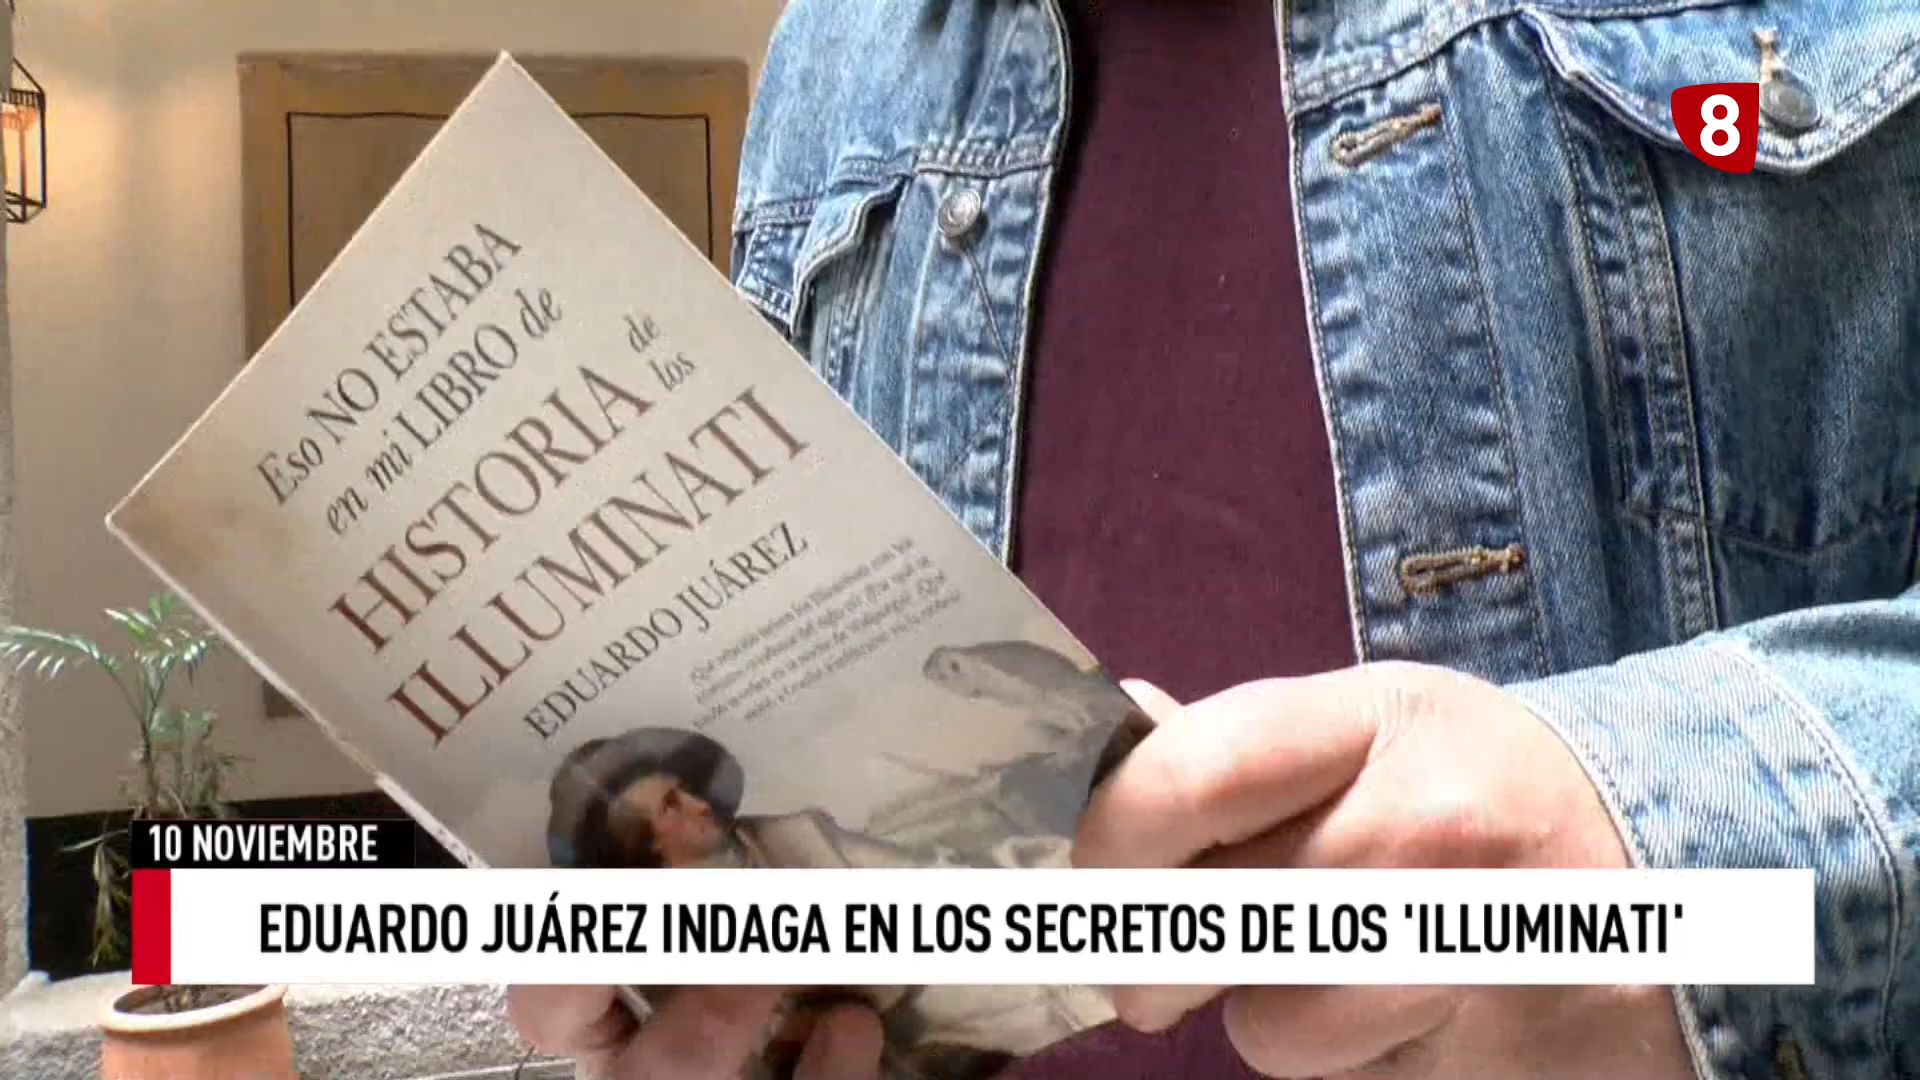 8
Eso NO ESTABA
en mi LIBRO de
HISTORIA de los
ILLUMINATI
EDUARDO JUÁREZ
10 NOVIEMBRE
EDUARDO JUÁREZ INDAGA EN LOS SECRETOS DE LOS 'ILLUMINATI'